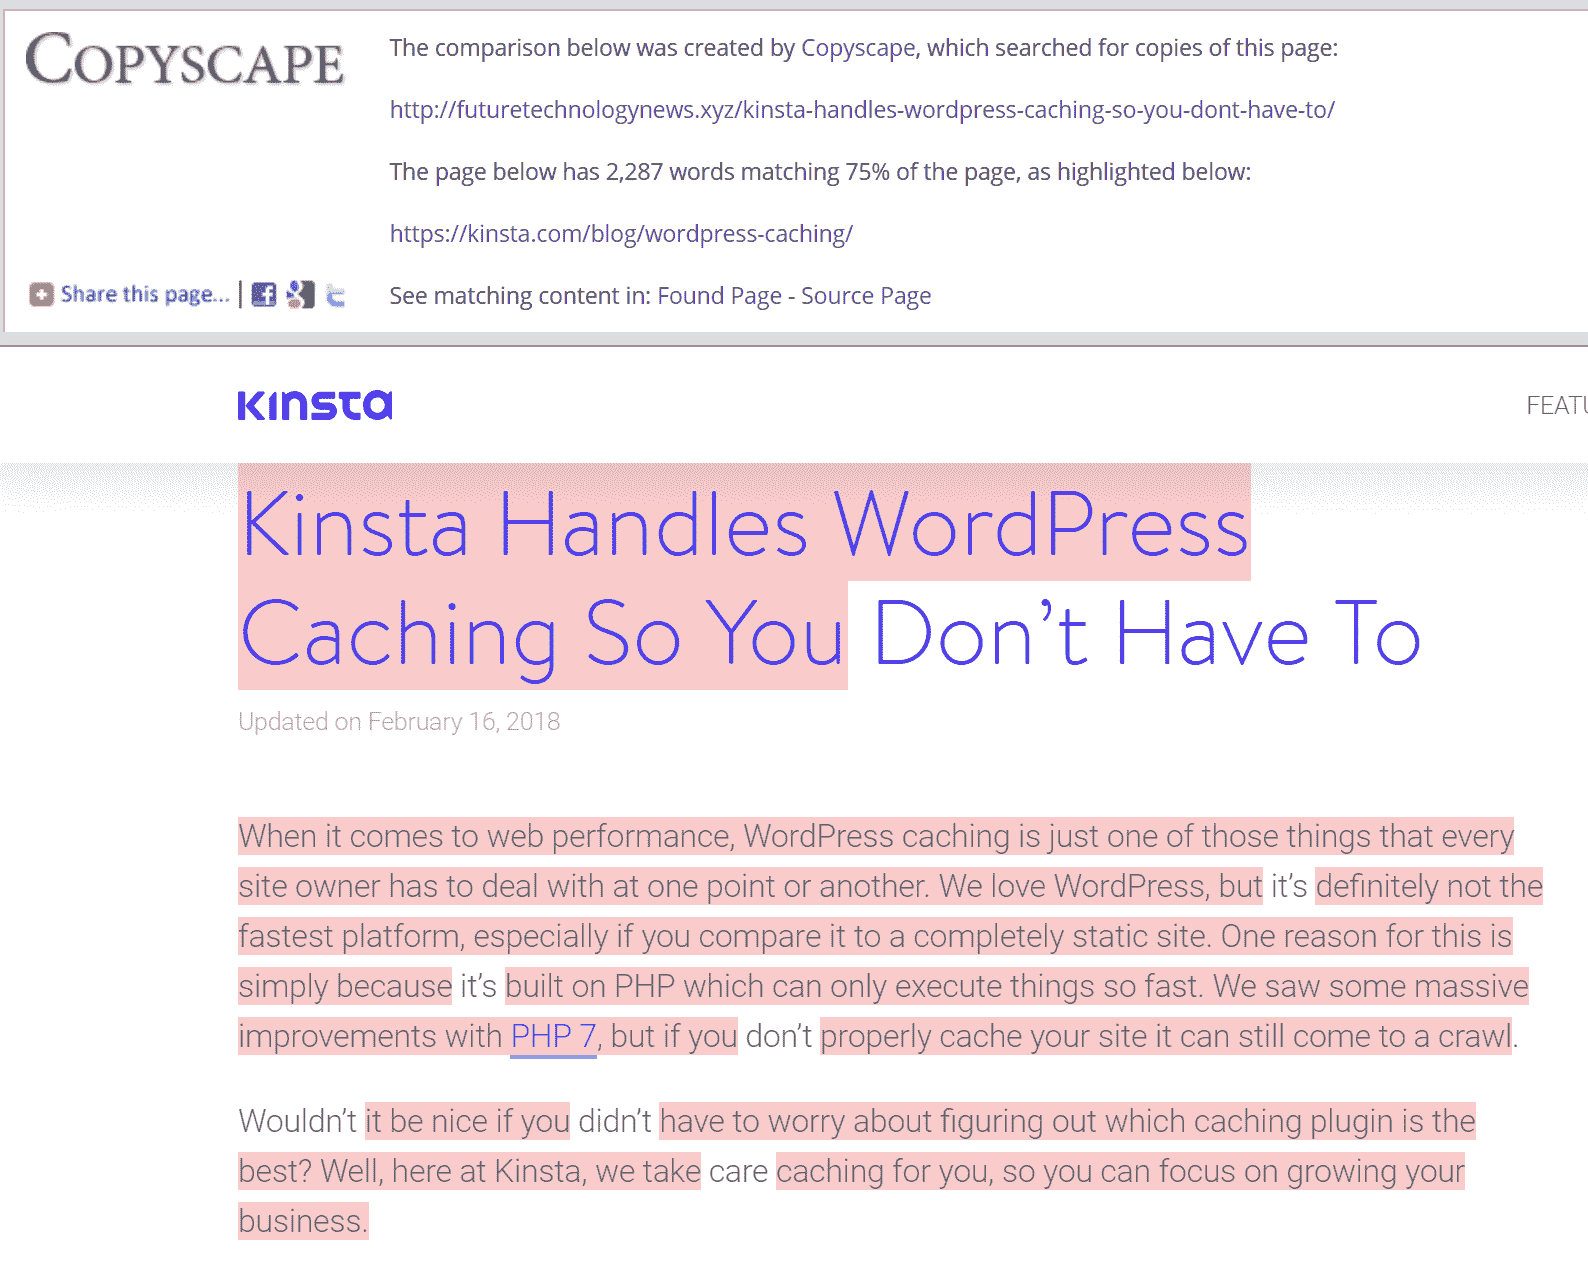 COPYSCAPE
The comparison below was created by Copyscape, which searched for copies of this page:
http://futuretechnologynews.xyz/kinsta-handles-wordpress-caching-so-you-dont-have-to/
The page below has 2,287 words matching 75% of the page, as highlighted below:
https://kinsta.com/blog/wordpress-caching/
Share this page... |
See matching content in: Found Page - Source Page
Kinsta
FEATU
Kinsta Handles WordPress
Caching So You Don’t Have To
Updated on February 16, 2018
When it comes to web performance, WordPress caching is just one of those things that every
site owner has to deal with at one point or another. We love WordPress, but it’s definitely not the
fastest platform, especially if you compare it to a completely static site. One reason for this is
simply because it’s built on PHP which can only execute things so fast. We saw some massive
improvements with PHP 7, but if you don’t properly cache your site it can still come to a crawl.
Wouldn’t it be nice if you didn’t have to worry about figuring out which caching plugin is the
best? Well, here at Kinsta, we take care caching for you, so you can focus on growing your
business.